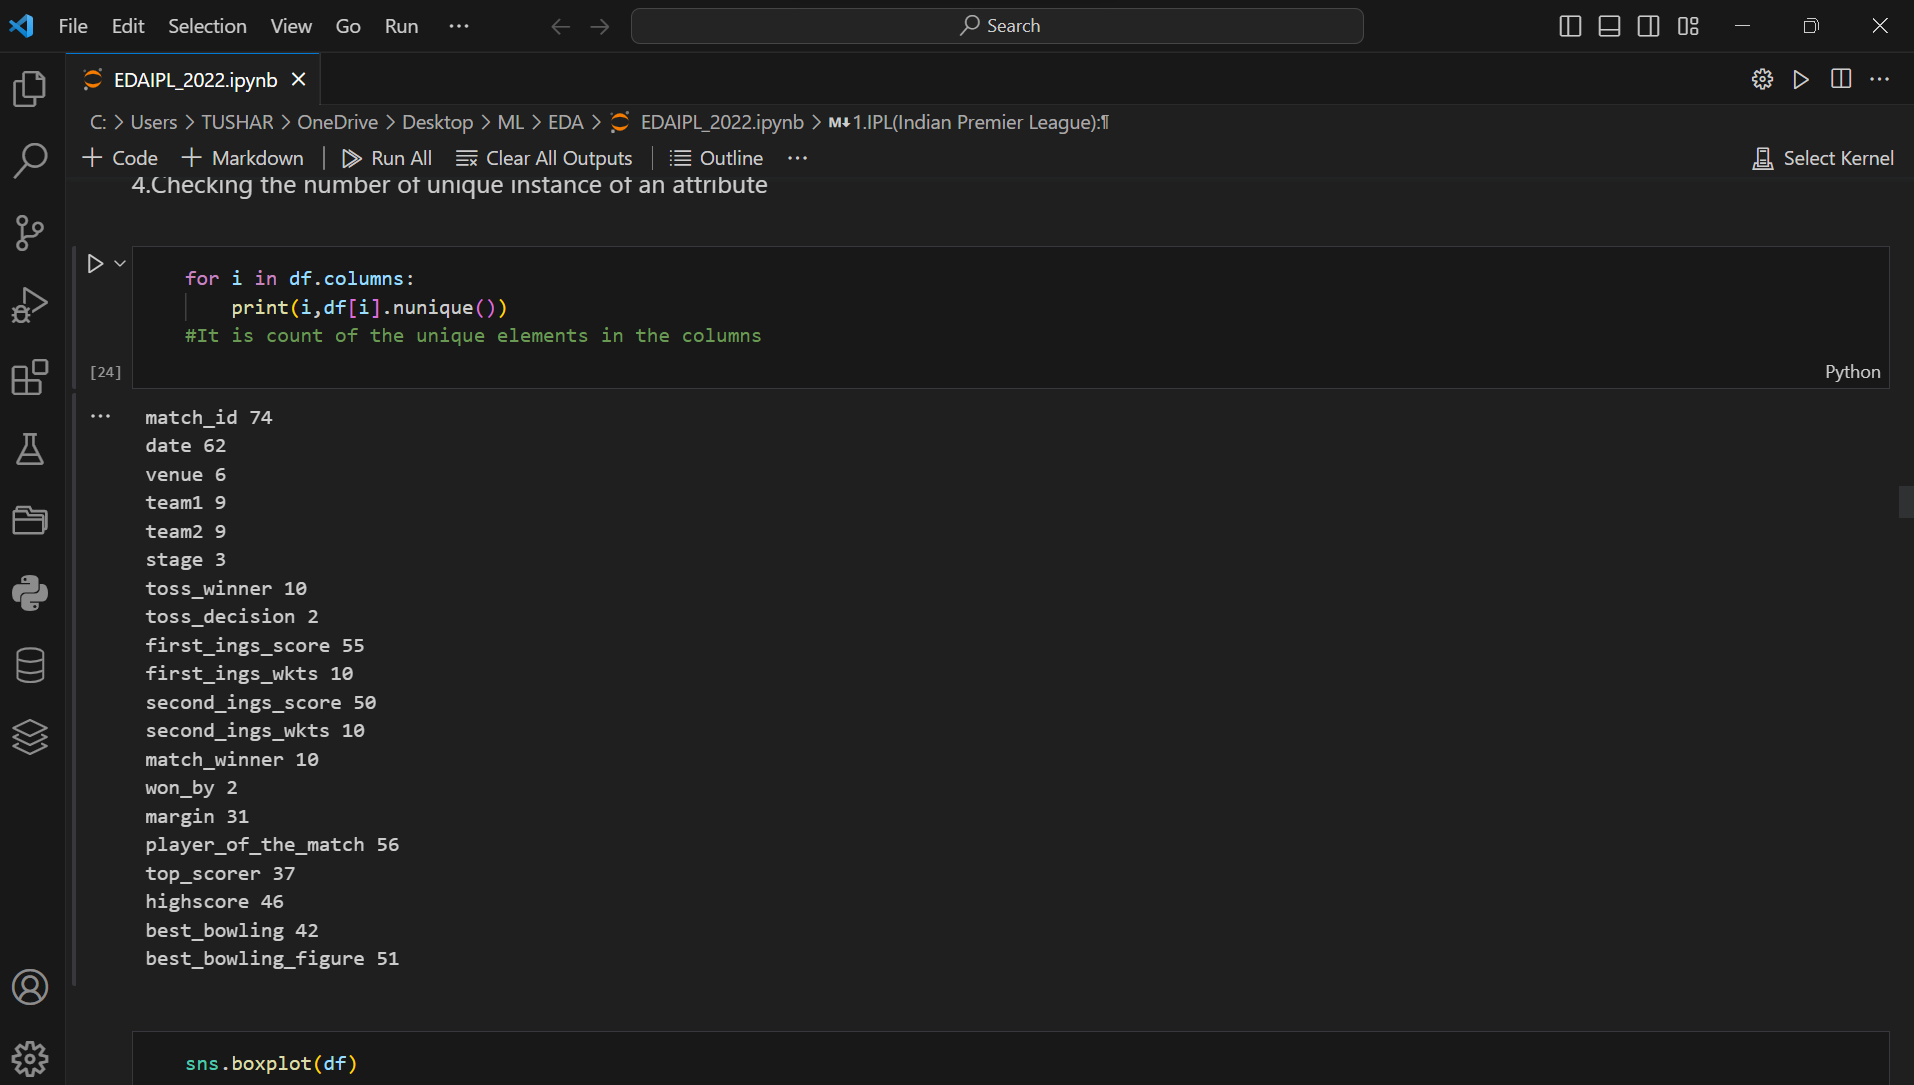 File Edit Selection View Go Run ···
Search
EDAIPL_2022.ipynb
C: > Users > TUSHAR > OneDrive > Desktop > ML > EDA > EDAIPL_2022.ipynb > M↓1.IPL(Indian Premier League):¶
+ Code + Markdown | Run All Clear All Outputs | Outline ··· Select Kernel
4.Checking the number of unique instance of an attribute
for i in df.columns:
    print(i,df[i].nunique())
#It is count of the unique elements in the columns
[24] Python
match_id 74
date 62
venue 6
team1 9
team2 9
stage 3
toss_winner 10
toss_decision 2
first_ings_score 55
first_ings_wkts 10
second_ings_score 50
second_ings_wkts 10
match_winner 10
won_by 2
margin 31
player_of_the_match 56
top_scorer 37
highscore 46
best_bowling 42
best_bowling_figure 51
sns.boxplot(df)